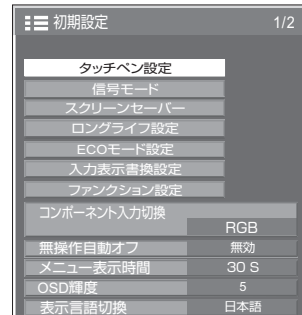 初期設定 1/2
タッチペン設定
信号モード
スクリーンセーバー
ロングライフ設定
ECOモード設定
入力表示書換設定
ファンクション設定
コンポーネント入力切換
RGB
無操作自動オフ 無効
メニュー表示時間 30 S
OSD輝度 5
表示言語切換 日本語